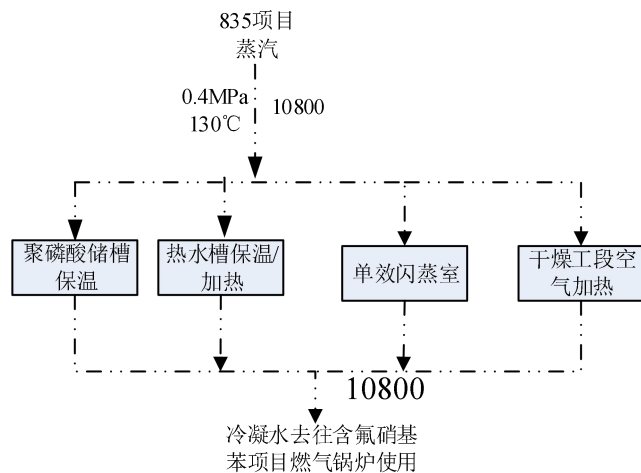 835项目
蒸汽
0.4MPa
130℃
10800
聚磷酸储槽
保温
热水槽保温/
加热
单效闪蒸室
干燥工段空
气加热
10800
冷凝水去往含氟硝基
苯项目燃气锅炉使用